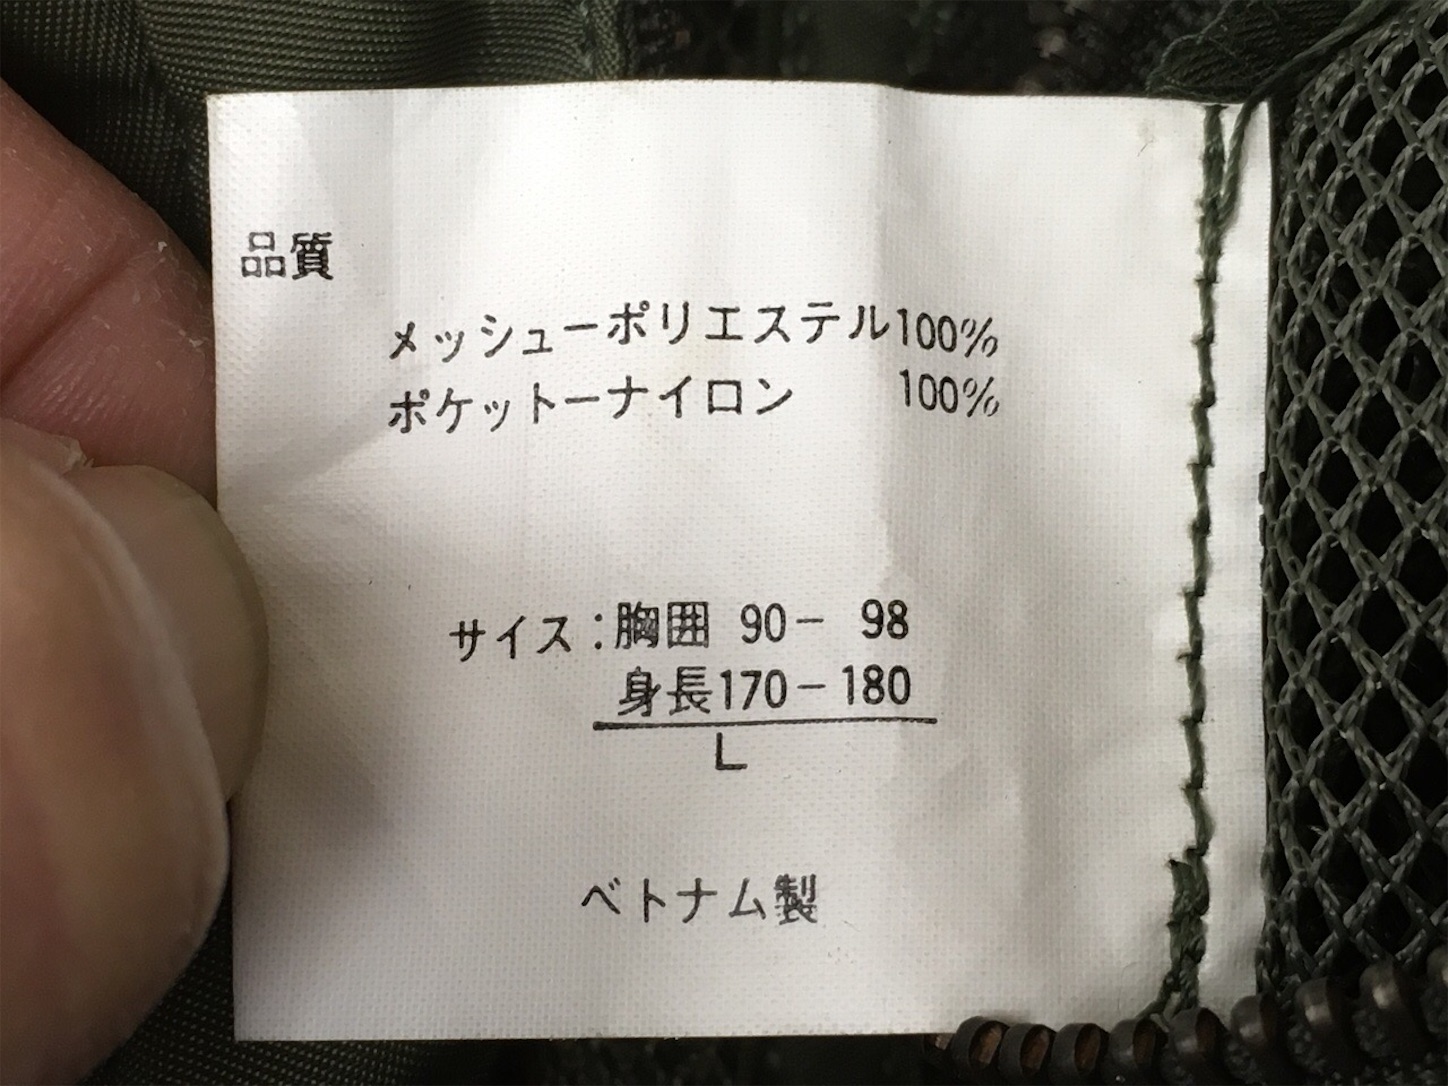 品質
メッシューポリエステル100%
ポケットーナイロン 100%
サイズ:胸囲 90- 98
身長170-180
L
ベトナム製